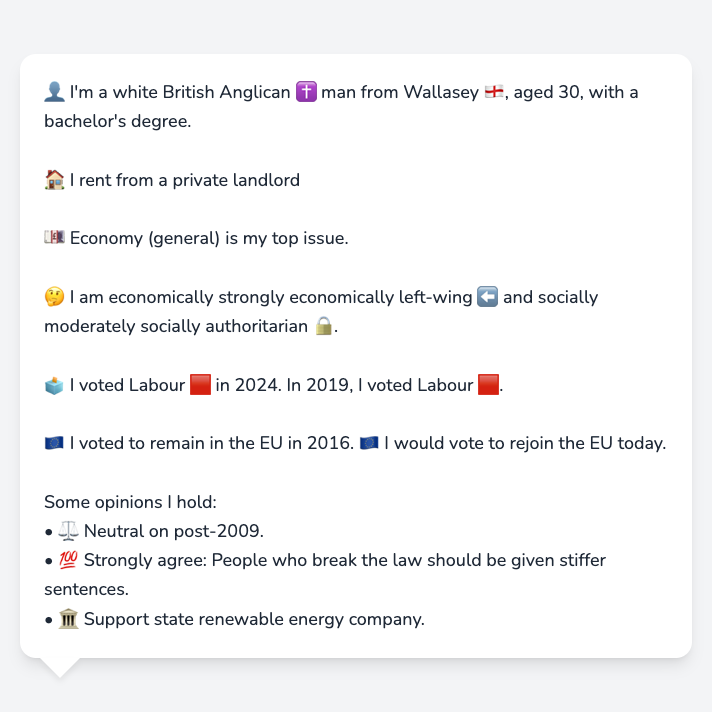 👤 I'm a white British Anglican ✝️ man from Wallasey 🏴󠁧󠁢󠁥󠁮󠁧󠁿, aged 30, with a
bachelor's degree.
🏠 I rent from a private landlord
💷 Economy (general) is my top issue.
🤔 I am economically strongly economically left-wing ⬅️ and socially
moderately socially authoritarian 🔒.
🗳️ I voted Labour 🟥 in 2024. In 2019, I voted Labour 🟥.
🇪🇺 I voted to remain in the EU in 2016. 🇪🇺 I would vote to rejoin the EU today.
Some opinions I hold:
• ⚖️ Neutral on post-2009.
• 💯 Strongly agree: People who break the law should be given stiffer
sentences.
• 🏛️ Support state renewable energy company.